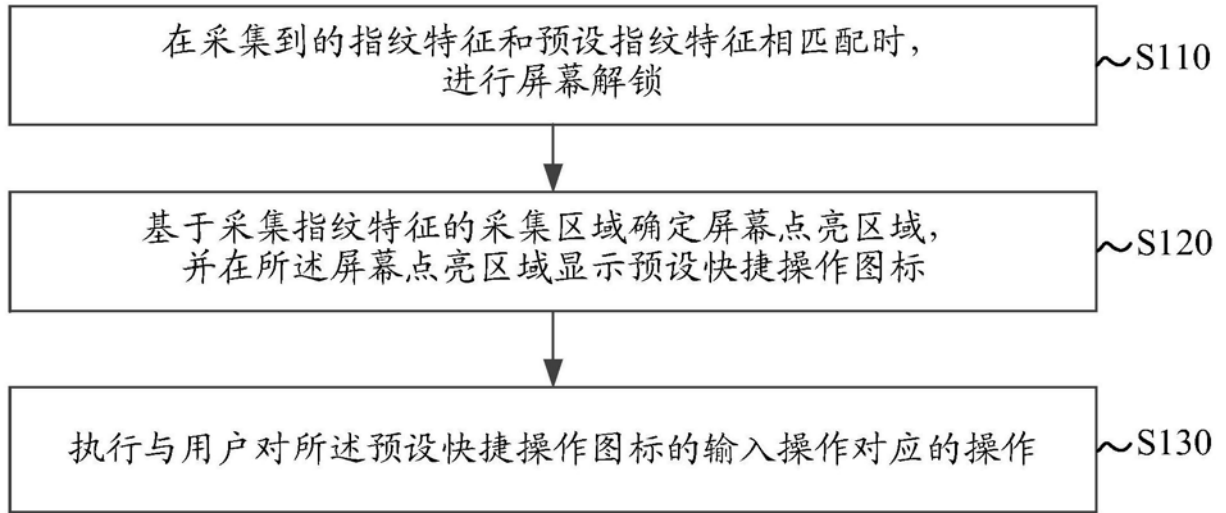 在采集到的指纹特征和预设指纹特征相匹配时，
进行屏幕解锁
S110
基于采集指纹特征的采集区域确定屏幕点亮区域，
并在所述屏幕点亮区域显示预设快捷操作图标
S120
执行与用户对所述预设快捷操作图标的输入操作对应的操作
S130